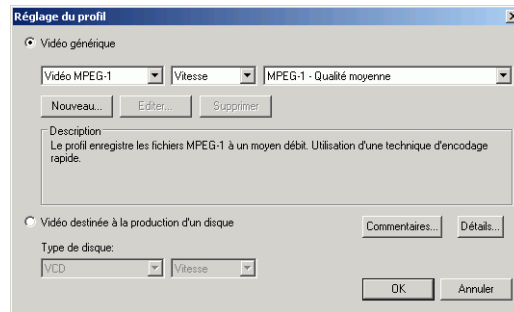 Réglage du profil
Vidéo générique
Vidéo MPEG-1 Vitesse MPEG-1 - Qualité moyenne
Nouveau... Editer... Supprimer
Description
Le profil enregistre les fichiers MPEG-1 à un moyen débit. Utilisation d'une technique d'encodage
rapide.
Vidéo destinée à la production d'un disque Commentaires... Détails...
Type de disque:
VCD Vitesse
OK Annuler